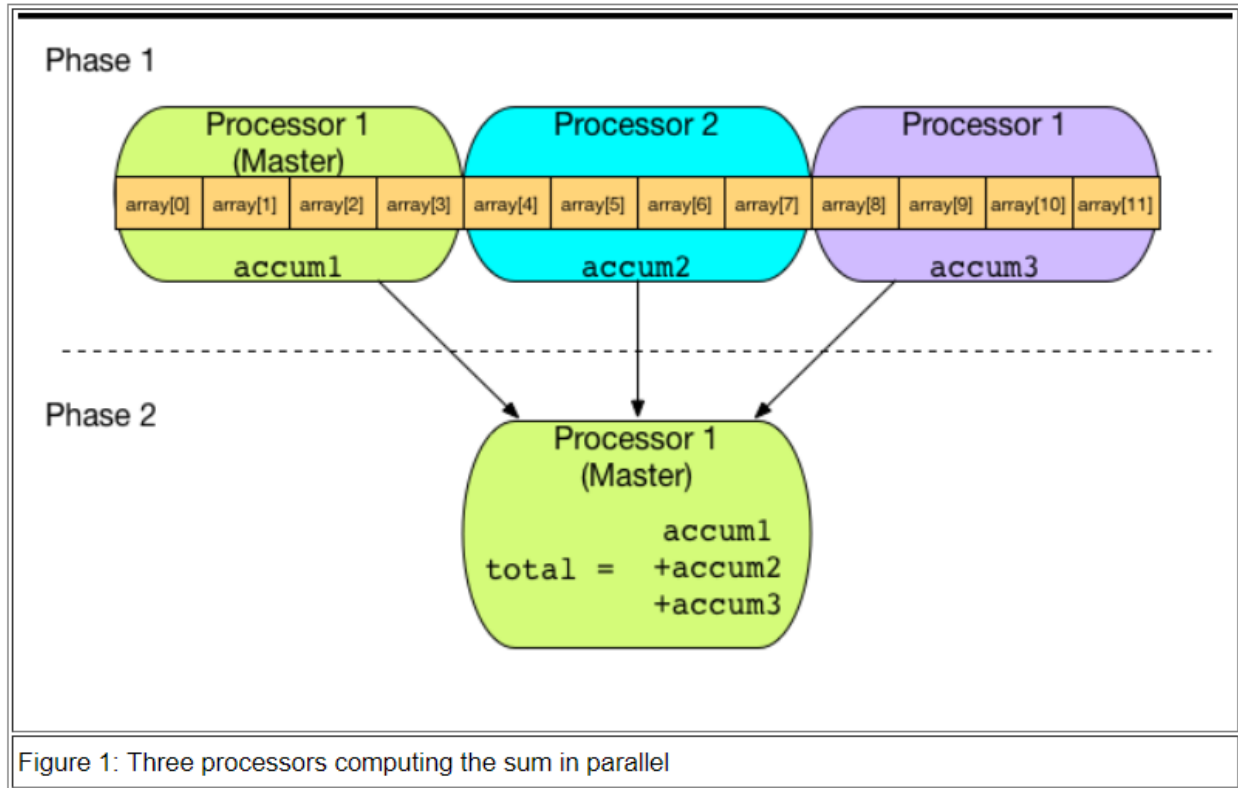 Phase 1
Processor 1
(Master)
Processor 2
Processor 1
array[0] array[1] array[2] array[3] array[4] array[5] array[6] array[7] array[8] array[9] array[10] array[11]
accum1
accum2
accum3
Phase 2
Processor 1
(Master)
accum1
total = +accum2
+accum3
Figure 1: Three processors computing the sum in parallel